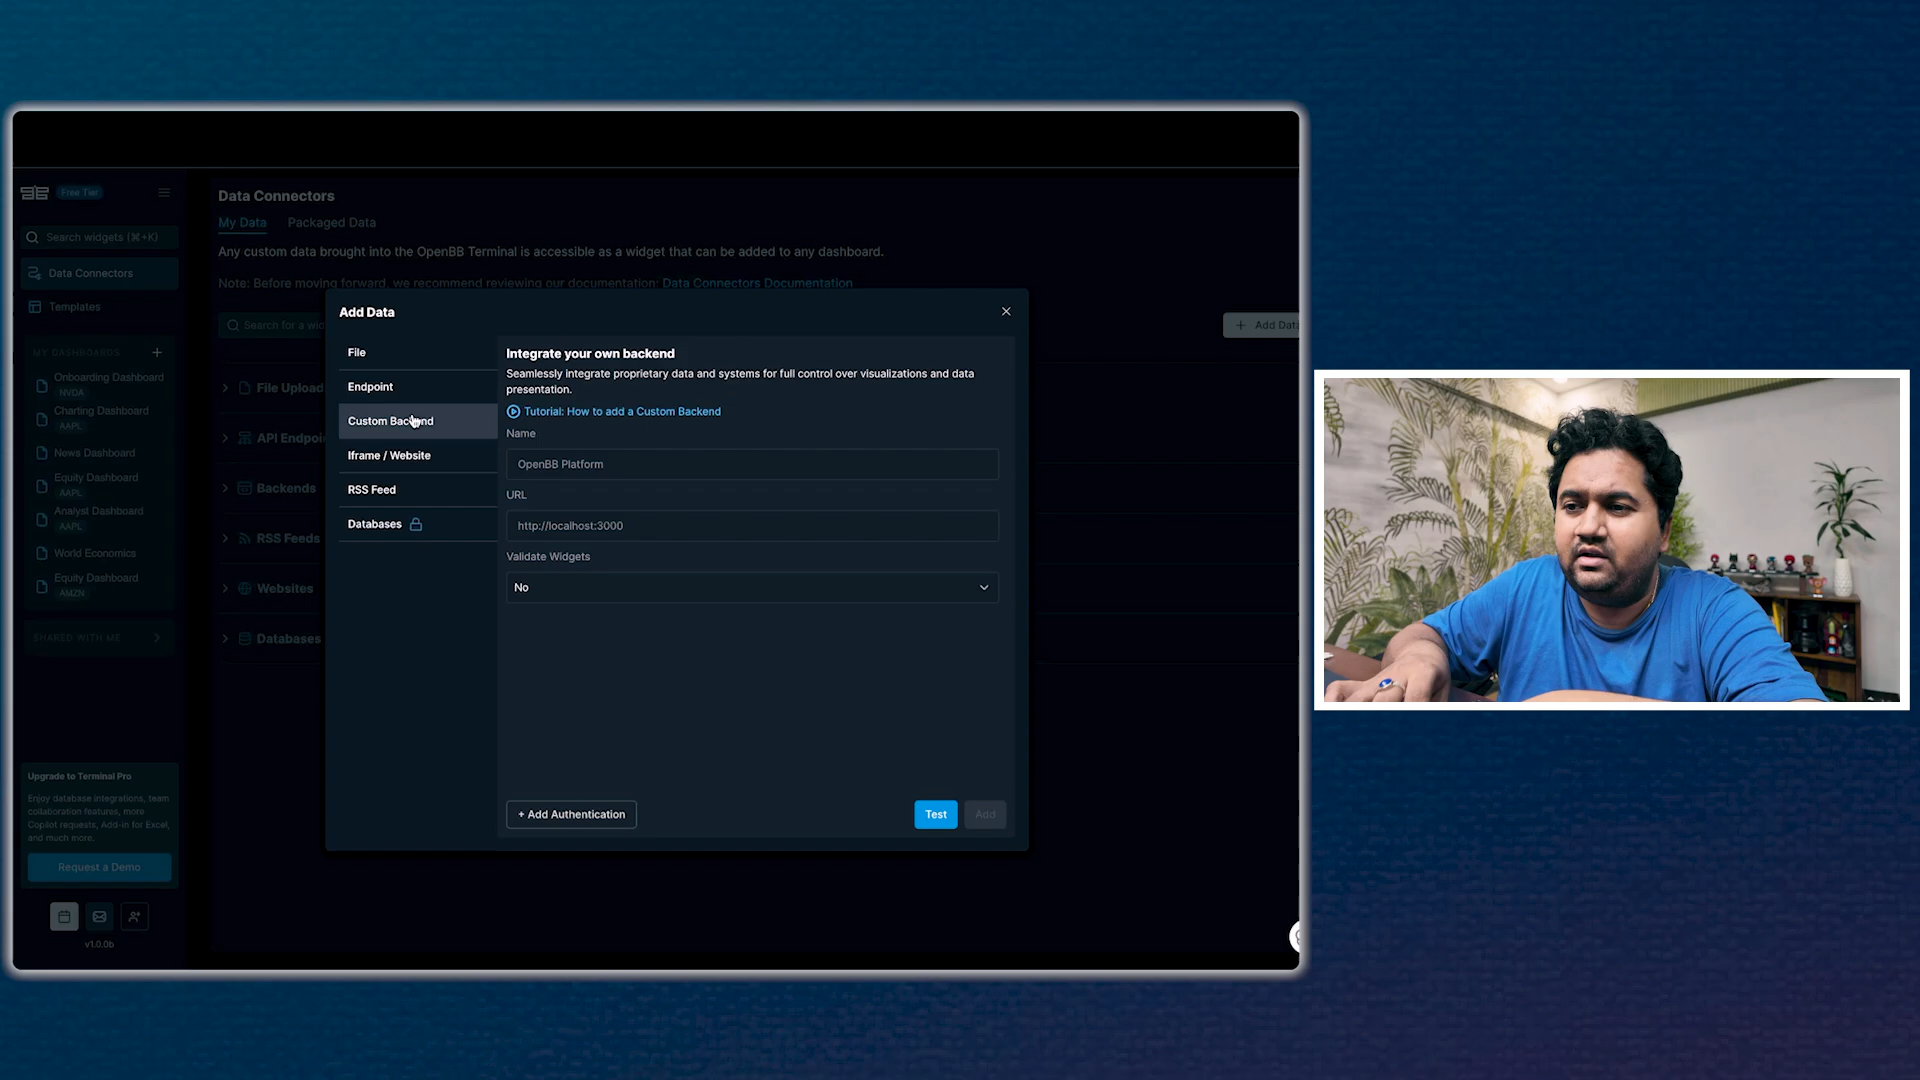 Free Tier
Search widgets (⌘+K)
Data Connectors
Templates
MY DASHBOARDS
Onboarding Dashboard
NVDA
Charting Dashboard
AAPL
News Dashboard
Equity Dashboard
AAPL
Analyst Dashboard
AAPL
World Economics
Equity Dashboard
AMZN
SHARED WITH ME
Upgrade to Terminal Pro
Enjoy database integrations, team
collaboration features, more
Copilot requests, Add-in for Excel,
and much more.
Request a Demo
v1.0.0b
Data Connectors
My Data Packaged Data
Any custom data brought into the OpenBB Terminal is accessible as a widget that can be added to any dashboard.
Note: Before moving forward, we recommend reviewing our documentation: Data Connectors Documentation
Search for a wid
+ Add Data
File Upload
API Endpoi
Backends
RSS Feeds
Websites
Databases
Add Data
File
Endpoint
Custom Backend
Iframe / Website
RSS Feed
Databases
Integrate your own backend
Seamlessly integrate proprietary data and systems for full control over visualizations and data
presentation.
Tutorial: How to add a Custom Backend
Name
OpenBB Platform
URL
http://localhost:3000
Validate Widgets
No
+ Add Authentication
Test
Add